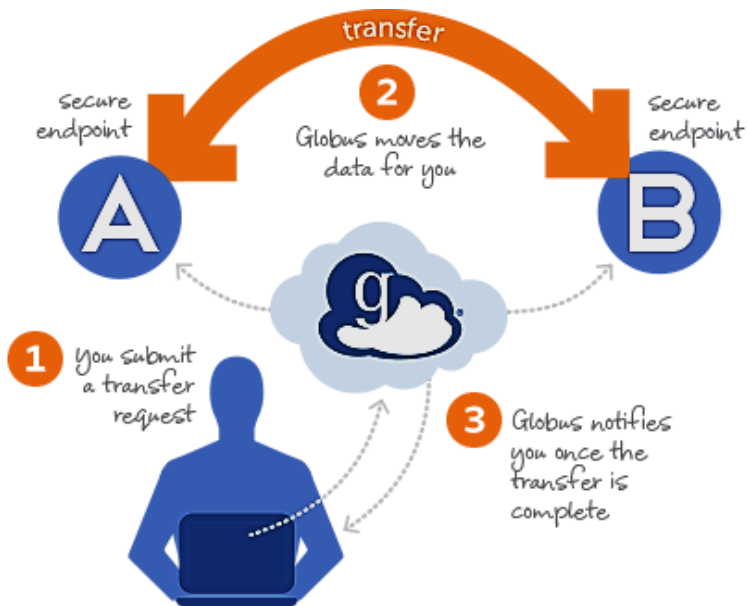 transfer
secure
endpoint
A
2
Globus moves the
data for you
secure
endpoint
B
g
1
You submit
a transfer
request
3
Globus notifies
you once the
transfer is
complete